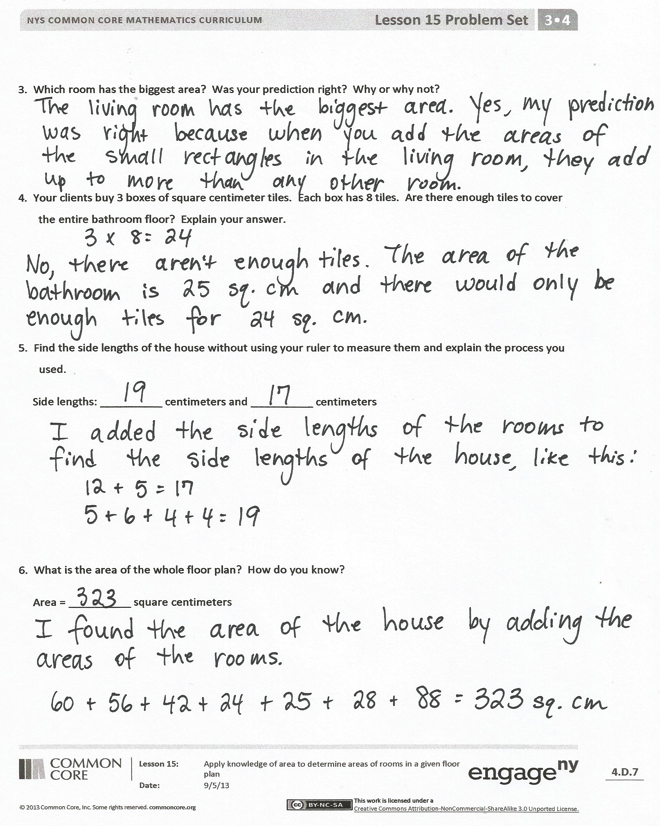 NYS COMMON CORE MATHEMATICS CURRICULUM
Lesson 15 Problem Set 3•4
3. Which room has the biggest area? Was your prediction right? Why or why not?
The living room has the biggest area. Yes, my prediction
was right because when you add the areas of
the small rectangles in the living room, they add
up to more than any other room.
4. Your clients buy 3 boxes of square centimeter tiles. Each box has 8 tiles. Are there enough tiles to cover
the entire bathroom floor? Explain your answer.
3 x 8 = 24
No, there aren't enough tiles. The area of the
bathroom is 25 sq. cm and there would only be
enough tiles for 24 sq. cm.
5. Find the side lengths of the house without using your ruler to measure them and explain the process you
used.
Side lengths: 19 centimeters and 17 centimeters
I added the side lengths of the rooms to
find the side lengths of the house, like this:
12 + 5 = 17
5 + 6 + 4 + 4 = 19
6. What is the area of the whole floor plan? How do you know?
Area = 323 square centimeters
I found the area of the house by adding the
areas of the rooms.
60 + 56 + 42 + 24 + 25 + 28 + 88 = 323 sq. cm
COMMON
CORE
Lesson 15: Apply knowledge of area to determine areas of rooms in a given floor
plan
Date: 9/5/13
engageny
4.D.7
© 2013 Common Core, Inc. Some rights reserved. commoncore.org
cc BY-NC-SA
This work is licensed under a
Creative Commons Attribution-NonCommercial-ShareAlike 3.0 Unported License.